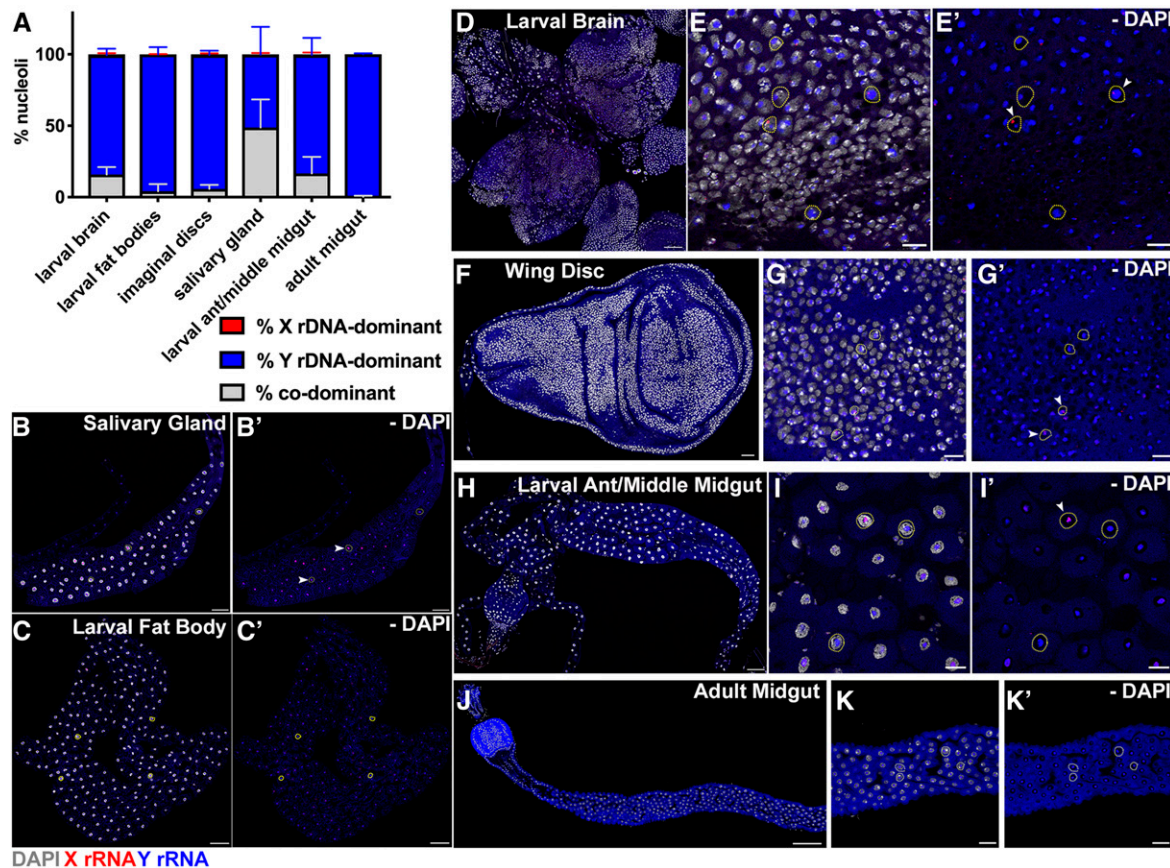 A
% nucleoli
100
50
0
larval brain
larval fat bodies
imaginal discs
salivary gland
larval ant/middle midgut
adult midgut
% X rDNA-dominant
% Y rDNA-dominant
% co-dominant
B Salivary Gland
B' - DAPI
C Larval Fat Body
C' - DAPI
DAPI X rRNA Y rRNA
D Larval Brain
E
E' - DAPI
F Wing Disc
G
G' - DAPI
H Larval Ant/Middle Midgut
I
I' - DAPI
J Adult Midgut
K
K' - DAPI